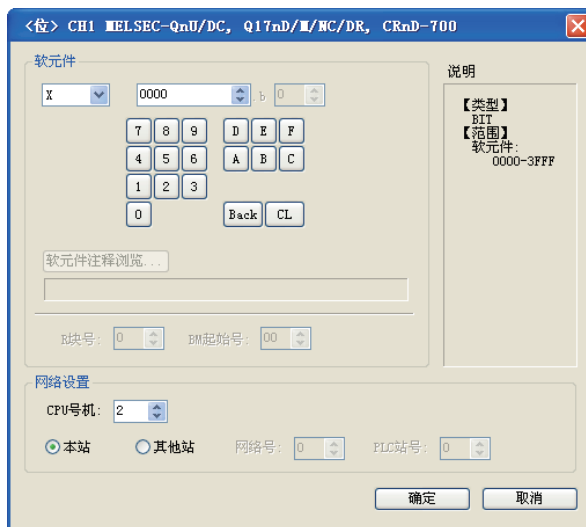 <位> CH1 MELSEC-QnU/DC, Q17nD/M/NC/DR, CRnD-700
软元件
X 0000 .b 0
7 8 9 D E F
4 5 6 A B C
1 2 3
0 Back CL
软元件注释浏览...
R块号: 0 BM起始号: 00
说明
【类型】
BIT
【范围】
软元件:
0000-3FFF
网络设置
CPU号机: 2
本站 其他站 网络号: 0 PLC站号: 0
确定 取消